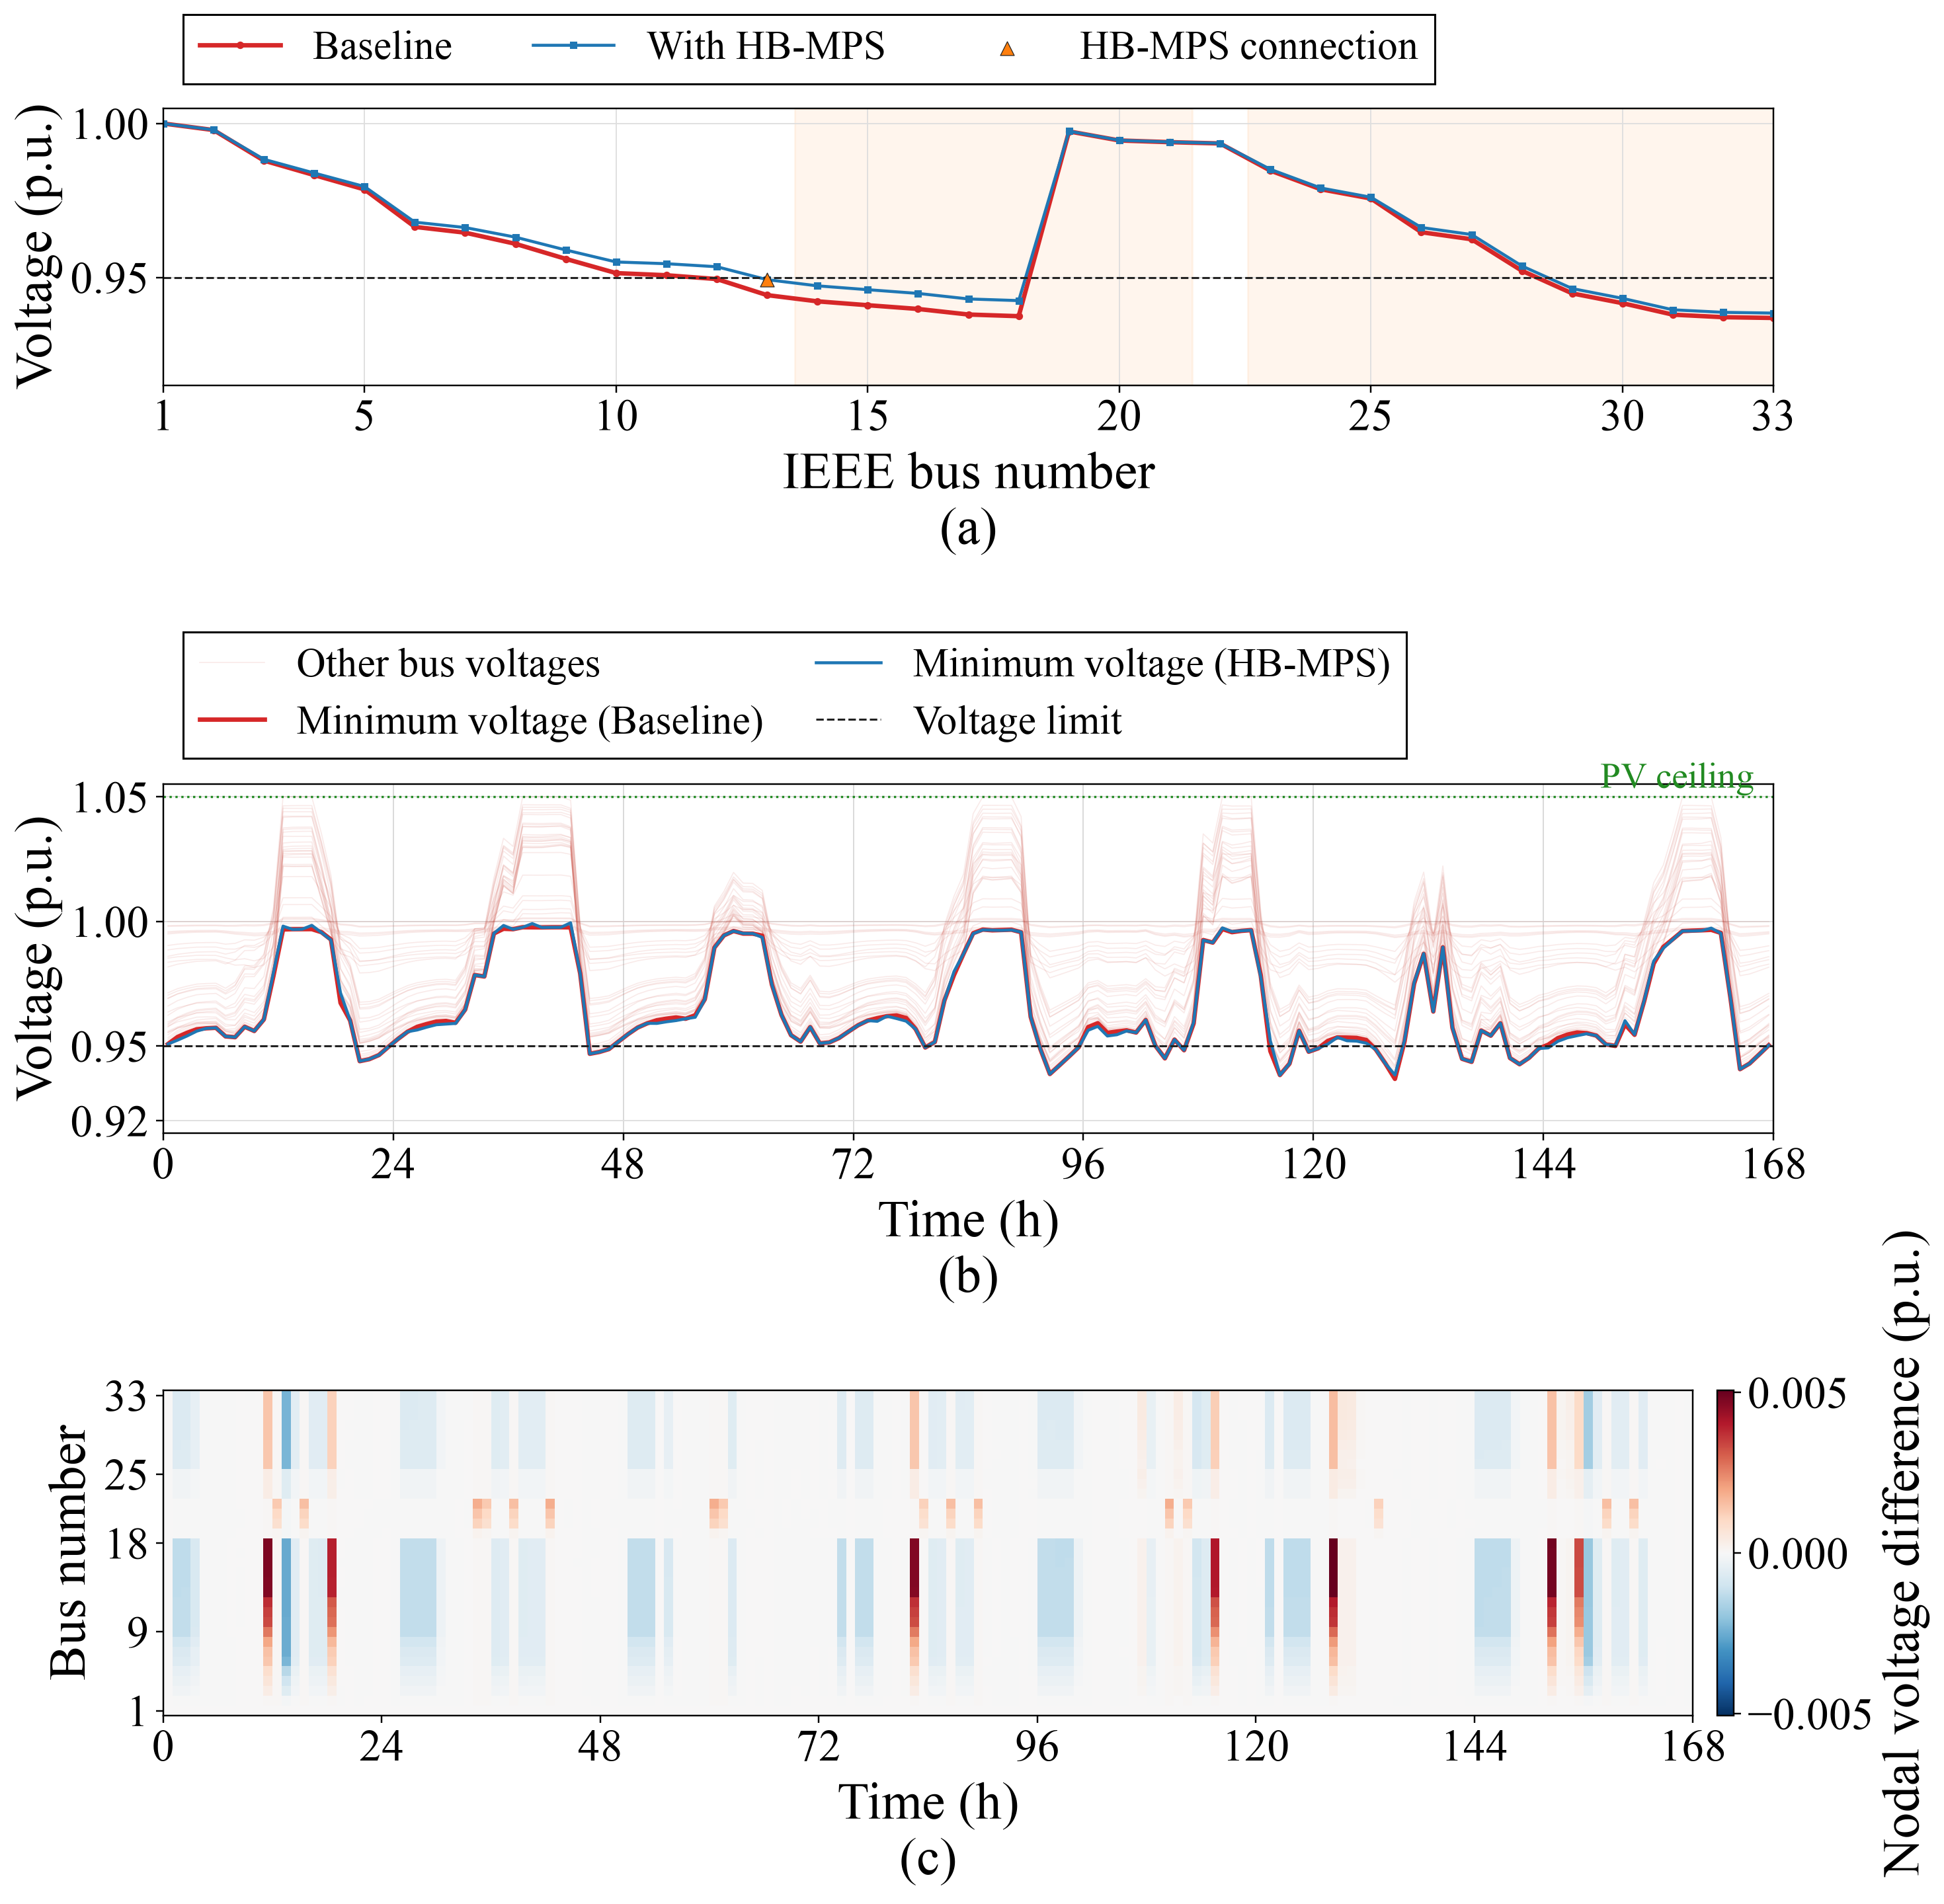 Baseline With HB-MPS HB-MPS connection
Voltage (p.u.)
1.00
0.95
1 5 10 15 20 25 30 33
IEEE bus number
(a)
Other bus voltages Minimum voltage (HB-MPS)
Minimum voltage (Baseline) Voltage limit
PV ceiling
Voltage (p.u.)
1.05
1.00
0.95
0.92
0 24 48 72 96 120 144 168
Time (h)
(b)
Bus number
33
25
18
9
1
0 24 48 72 96 120 144 168
Time (h)
(c)
0.005
0.000
−0.005
Nodal voltage difference (p.u.)